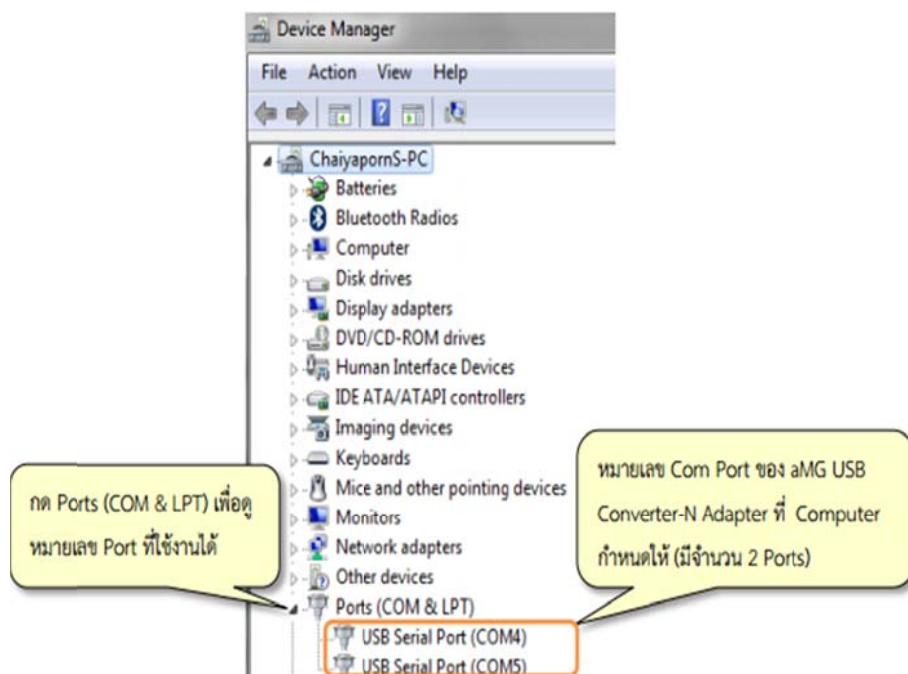 Device Manager
File Action View Help
ChaiyapornS-PC
Batteries
Bluetooth Radios
Computer
Disk drives
Display adapters
DVD/CD-ROM drives
Human Interface Devices
IDE ATA/ATAPI controllers
Imaging devices
Keyboards
Mice and other pointing devices
Monitors
Network adapters
Other devices
Ports (COM & LPT)
USB Serial Port (COM4)
USB Serial Port (COM5)
กด Ports (COM & LPT) เพื่อดู
หมายเลข Port ที่ใช้งานได้
หมายเลข Com Port ของ aMG USB
Converter-N Adapter ที่ Computer
กำหนดให้ (มีจำนวน 2 Ports)